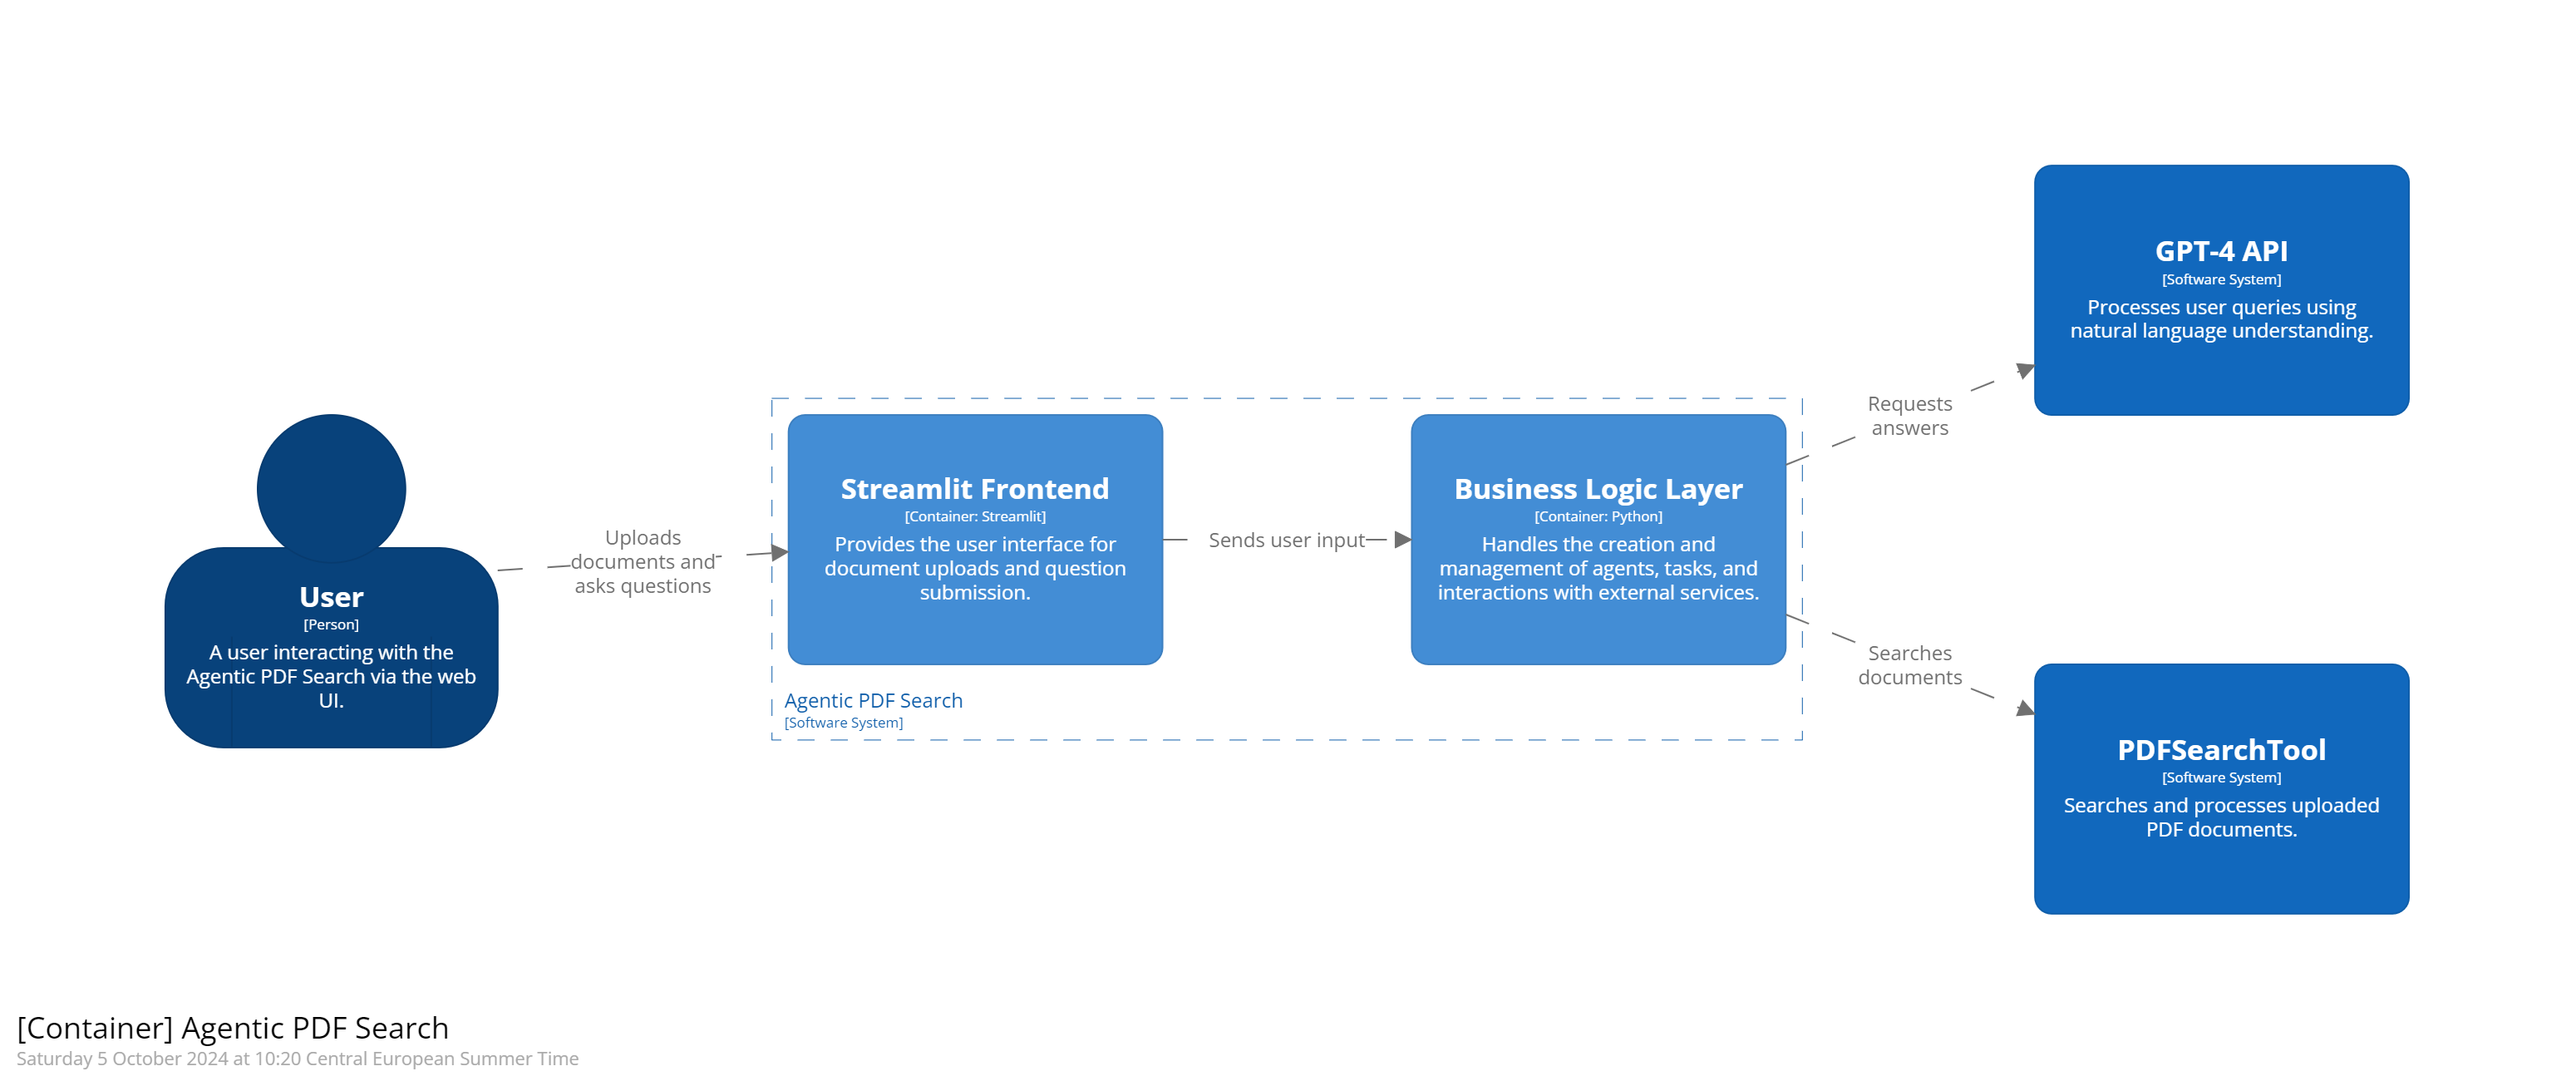 User
[Person]
A user interacting with the
Agentic PDF Search via the web
UI.
Uploads
documents and
asks questions
Streamlit Frontend
[Container: Streamlit]
Provides the user interface for
document uploads and question
submission.
Sends user input
Business Logic Layer
[Container: Python]
Handles the creation and
management of agents, tasks, and
interactions with external services.
Agentic PDF Search
[Software System]
Requests
answers
GPT-4 API
[Software System]
Processes user queries using
natural language understanding.
Searches
documents
PDFSearchTool
[Software System]
Searches and processes uploaded
PDF documents.
[Container] Agentic PDF Search
Saturday 5 October 2024 at 10:20 Central European Summer Time